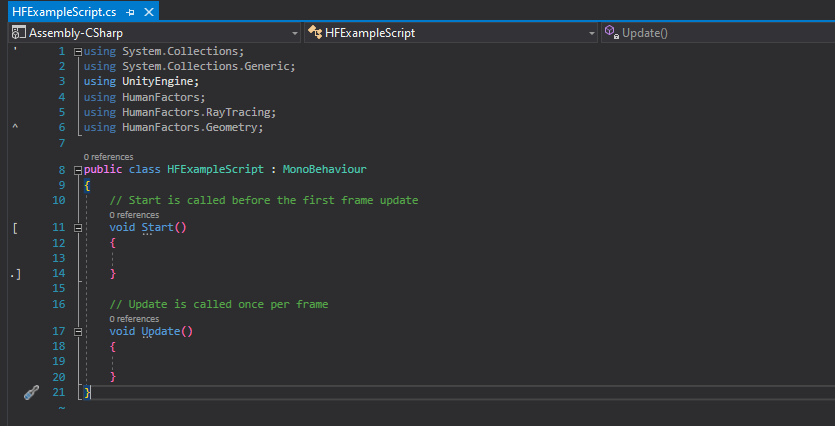 HFExampleScript.cs
Assembly-CSharp HFExampleScript Update()
' 1 using System.Collections;
2 using System.Collections.Generic;
3 using UnityEngine;
4 using HumanFactors;
5 using HumanFactors.RayTracing;
^ 6 using HumanFactors.Geometry;
7
0 references
8 public class HFExampleScript : MonoBehaviour
9 {
10 // Start is called before the first frame update
0 references
[ 11 void Start()
12 {
13
.] 14 }
15
16 // Update is called once per frame
0 references
17 void Update()
18 {
19
20 }
21 }
~